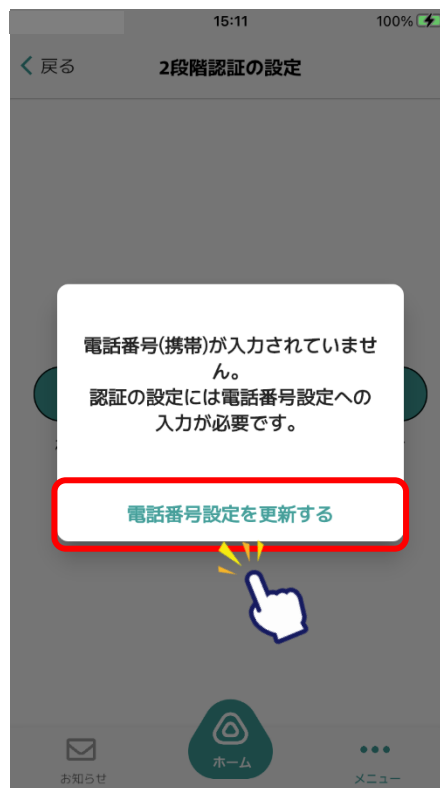 15:11
100%
戻る
2段階認証の設定
電話番号(携帯)が入力されていませ
ん。
認証の設定には電話番号設定への
入力が必要です。
電話番号設定を更新する
お知らせ
ホーム
メニュー